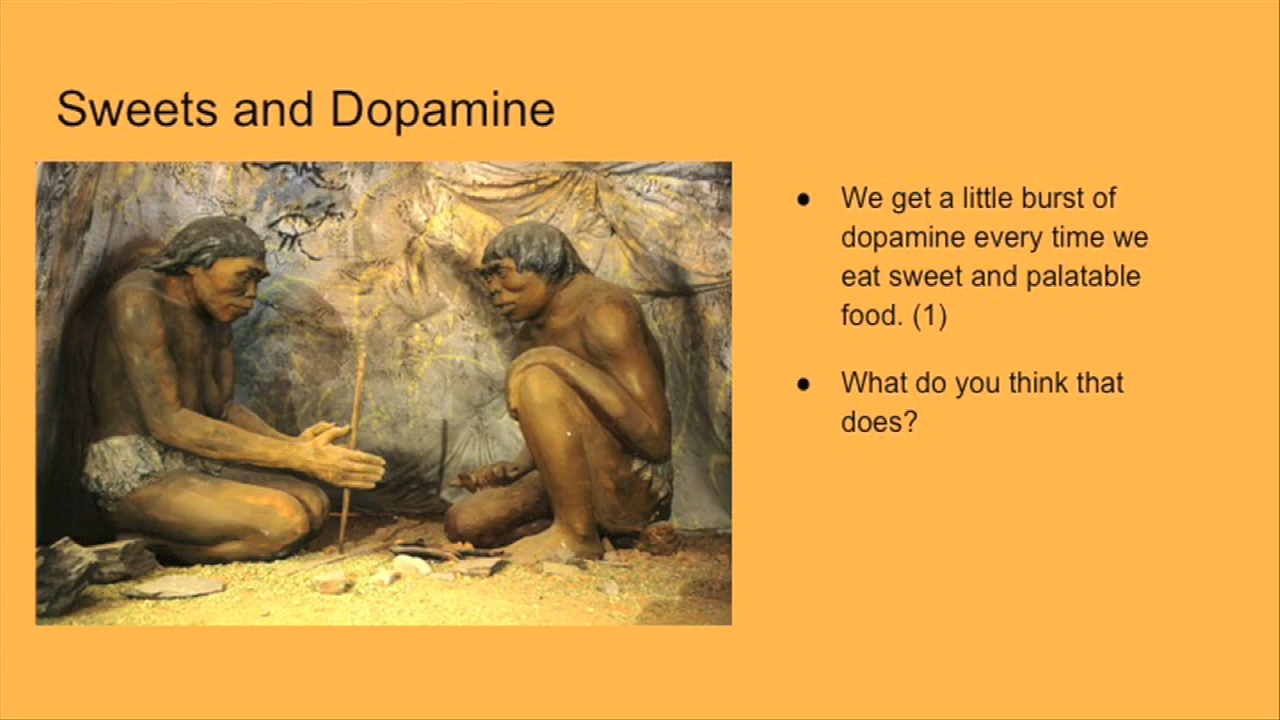 Sweets and Dopamine
● We get a little burst of
dopamine every time we
eat sweet and palatable
food. (1)
● What do you think that
does?